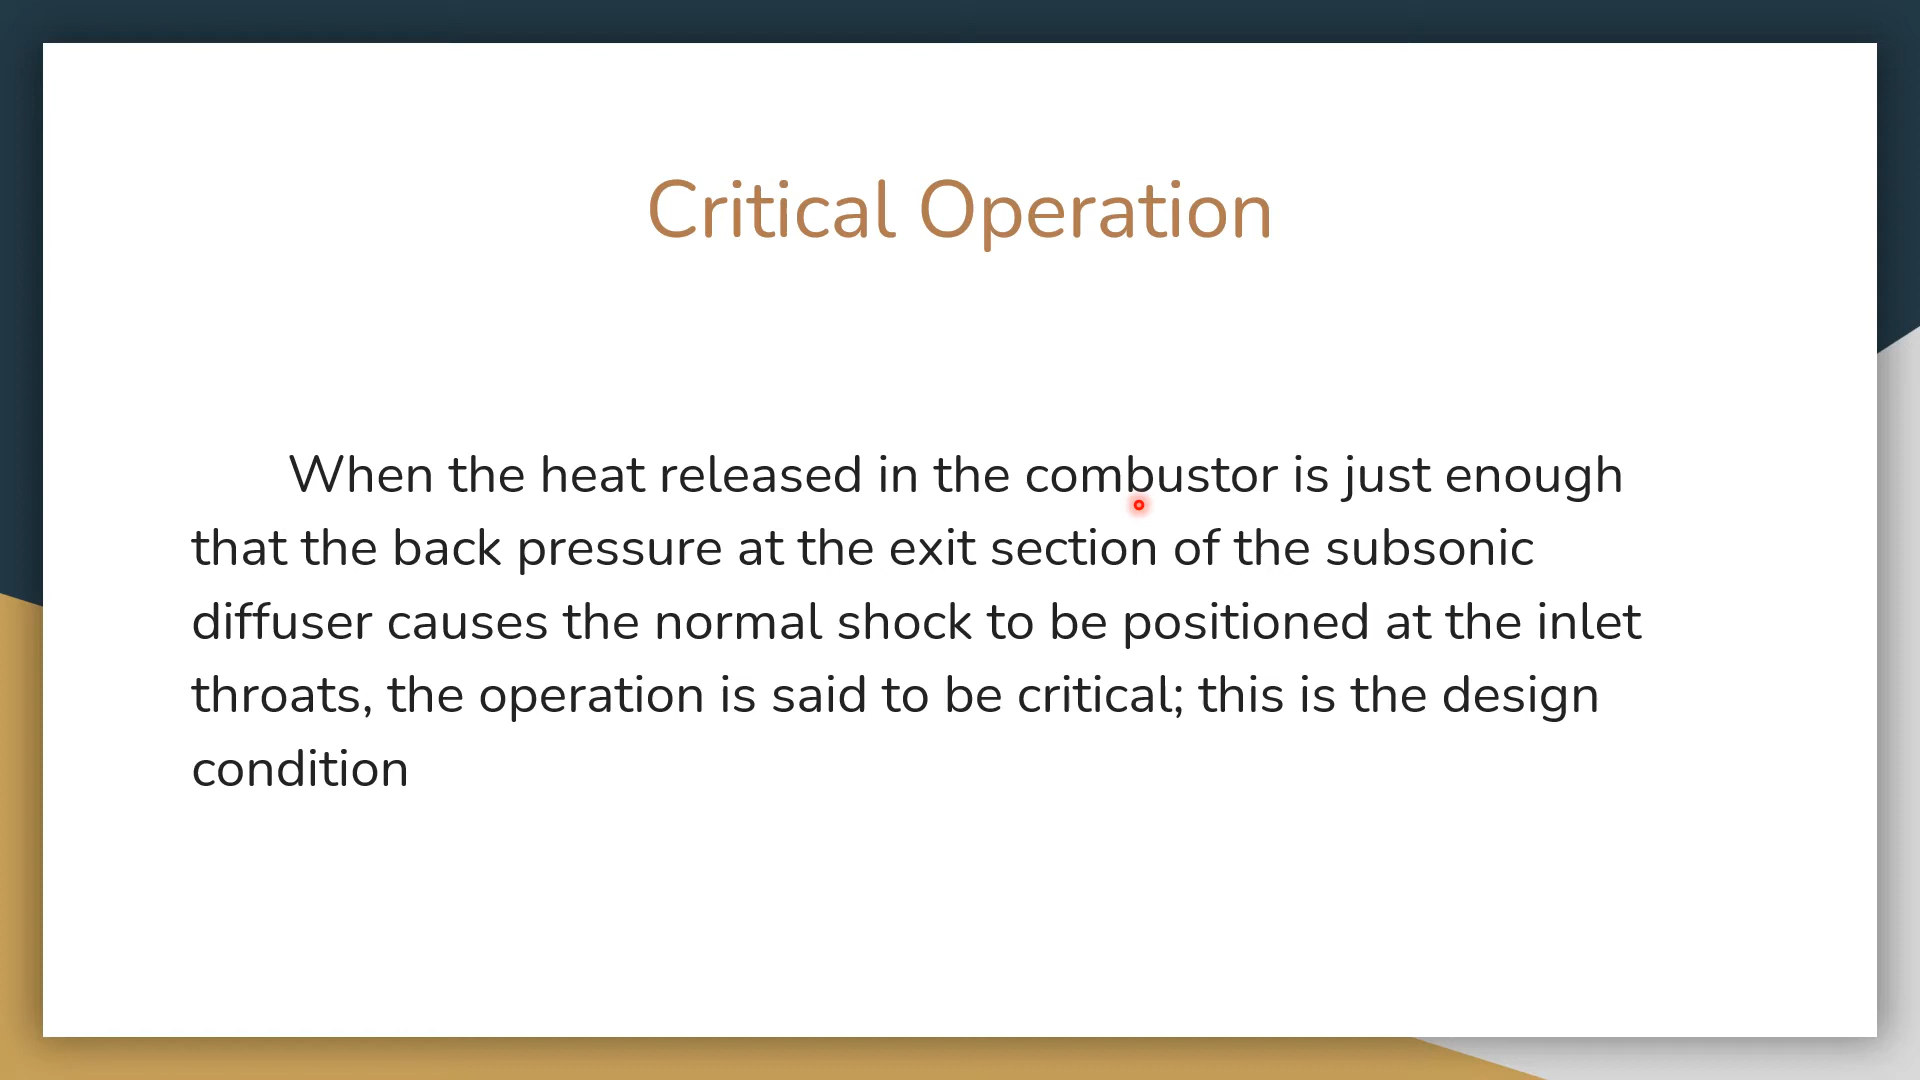 Critical Operation
When the heat released in the combustor is just enough
that the back pressure at the exit section of the subsonic
diffuser causes the normal shock to be positioned at the inlet
throats, the operation is said to be critical; this is the design
condition